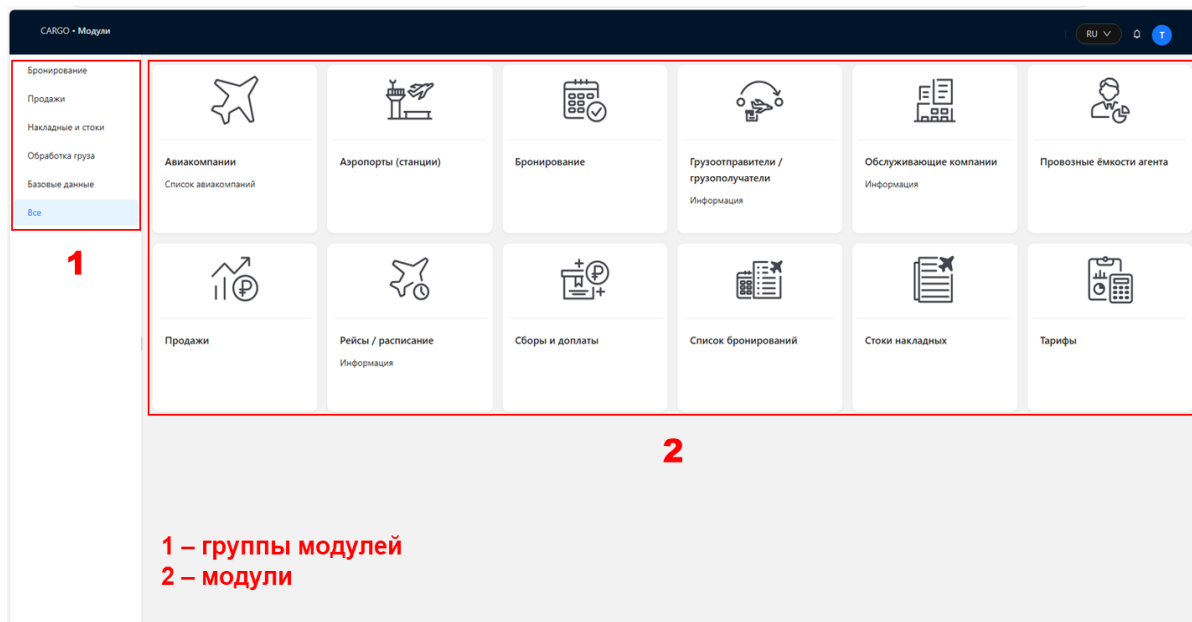 CARGO • Модули
RU
T
Бронирование
Продажи
Накладные и стоки
Обработка груза
Базовые данные
Все
1
Авиакомпании
Список авиакомпаний
Аэропорты (станции)
Бронирование
Грузоотправители /
грузополучатели
Информация
Обслуживающие компании
Информация
Провозные ёмкости агента
Продажи
Рейсы / расписание
Информация
Сборы и доплаты
Список бронирований
Стоки накладных
Тарифы
2
1 – группы модулей
2 – модули